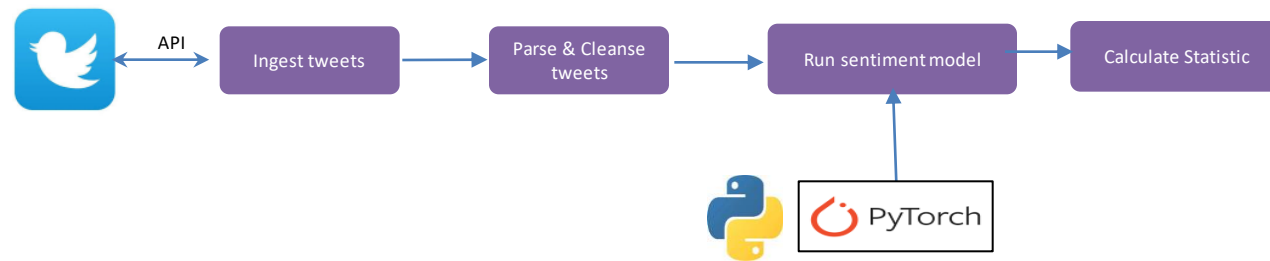 API
Ingest tweets
Parse & Cleanse
tweets
Run sentiment model
Calculate Statistic
PyTorch